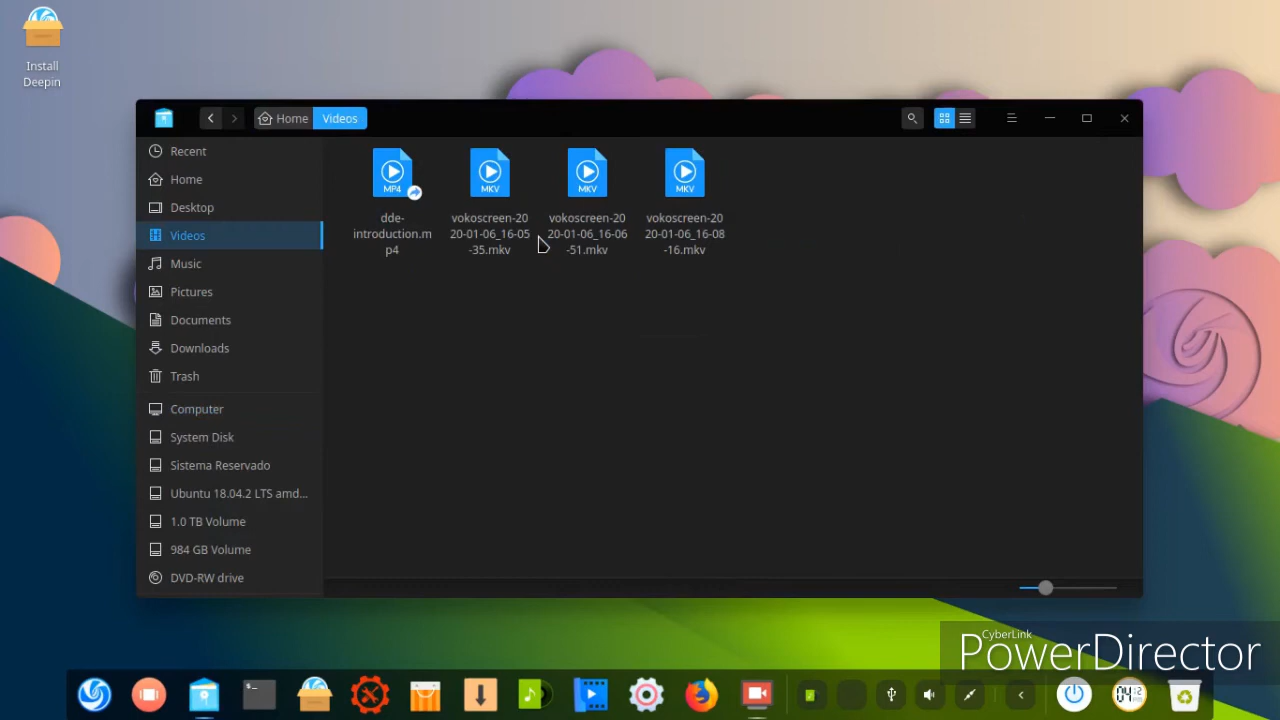 Install
Deepin
Home
Videos
Recent
Home
Desktop
Videos
Music
Pictures
Documents
Downloads
Trash
Computer
System Disk
Sistema Reservado
Ubuntu 18.04.2 LTS amd...
1.0 TB Volume
984 GB Volume
DVD-RW drive
MP4
dde-
introduction.m
p4
MKV
vokoscreen-20
20-01-06_16-05
-35.mkv
MKV
vokoscreen-20
20-01-06_16-06
-51.mkv
MKV
vokoscreen-20
20-01-06_16-08
-16.mkv
CyberLink
PowerDirector